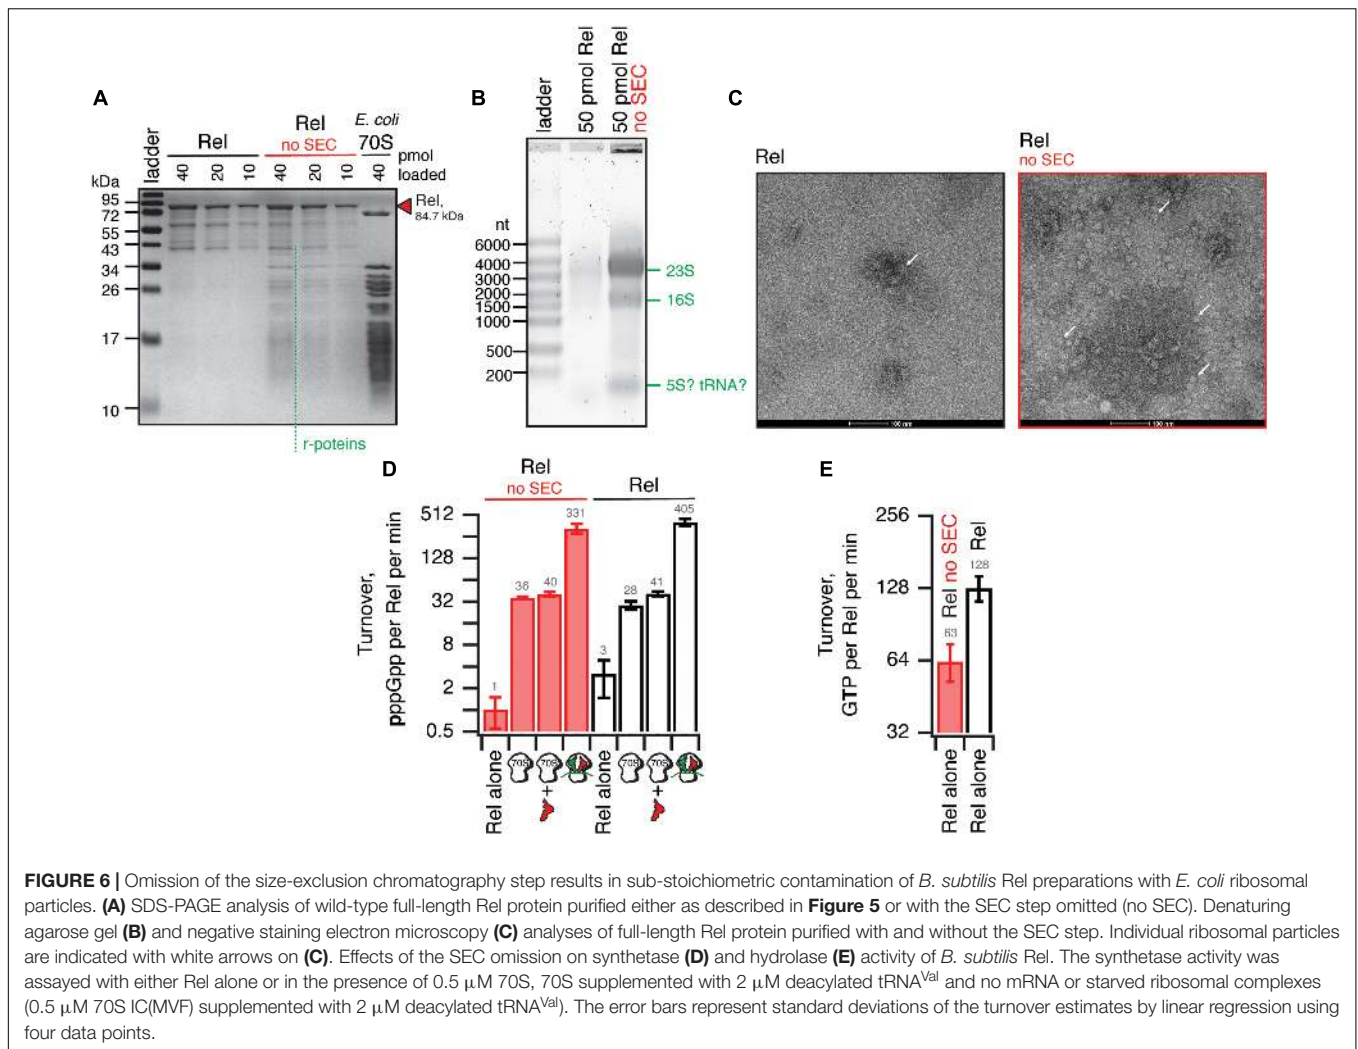 A
ladder
Rel
Rel
no SEC
E. coli
70S
40
20
10
40
20
10
40
pmol
loaded
kDa
95
72
55
43
34
26
17
10
Rel,
84.7 kDa
r-poteins
B
ladder
50 pmol Rel
50 pmol Rel
no SEC
nt
6000
4000
3000
2000
1500
1000
500
200
23S
16S
5S? tRNA?
C
Rel
Rel
no SEC
100 nm
100 nm
D
Rel
no SEC
Rel
Turnover,
pppGpp per Rel per min
512
128
32
8
2
0.5
1
36
40
331
3
28
41
405
Rel alone
70S
70S
+
Rel alone
70S
70S
+
E
Turnover,
GTP per Rel per min
256
128
64
32
Rel no SEC
Rel
63
128
Rel alone
Rel alone
FIGURE 6 | Omission of the size-exclusion chromatography step results in sub-stoichiometric contamination of B. subtilis Rel preparations with E. coli ribosomal
particles. (A) SDS-PAGE analysis of wild-type full-length Rel protein purified either as described in Figure 5 or with the SEC step omitted (no SEC). Denaturing
agarose gel (B) and negative staining electron microscopy (C) analyses of full-length Rel protein purified with and without the SEC step. Individual ribosomal particles
are indicated with white arrows on (C). Effects of the SEC omission on synthetase (D) and hydrolase (E) activity of B. subtilis Rel. The synthetase activity was
assayed with either Rel alone or in the presence of 0.5 μM 70S, 70S supplemented with 2 μM deacylated tRNAVal and no mRNA or starved ribosomal complexes
(0.5 μM 70S IC(MVF) supplemented with 2 μM deacylated tRNAVal). The error bars represent standard deviations of the turnover estimates by linear regression using
four data points.